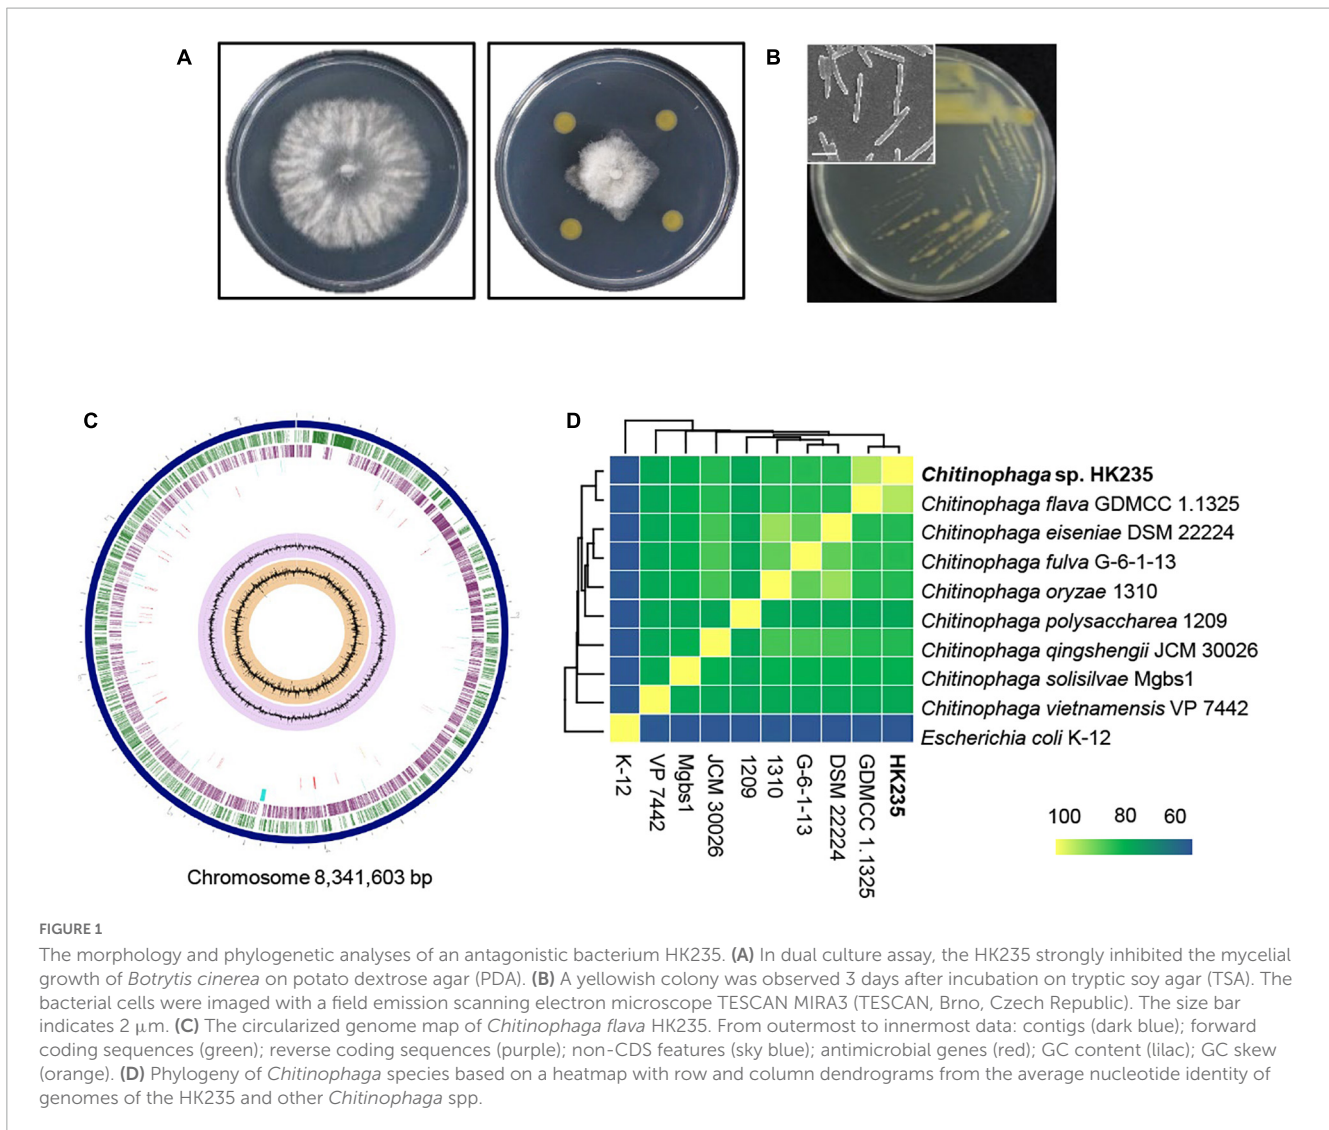 A
B
C
Chromosome 8,341,603 bp
D
Chitinophaga sp. HK235
Chitinophaga flava GDMCC 1.1325
Chitinophaga eiseniae DSM 22224
Chitinophaga fulva G-6-1-13
Chitinophaga oryzae 1310
Chitinophaga polysaccharea 1209
Chitinophaga qingshengii JCM 30026
Chitinophaga solisilvae Mgbs1
Chitinophaga vietnamensis VP 7442
Escherichia coli K-12
K-12
VP 7442
Mgbs1
JCM 30026
1209
1310
G-6-1-13
DSM 22224
GDMCC 1.1325
HK235
100 80 60
FIGURE 1
The morphology and phylogenetic analyses of an antagonistic bacterium HK235. (A) In dual culture assay, the HK235 strongly inhibited the mycelial
growth of Botrytis cinerea on potato dextrose agar (PDA). (B) A yellowish colony was observed 3 days after incubation on tryptic soy agar (TSA). The
bacterial cells were imaged with a field emission scanning electron microscope TESCAN MIRA3 (TESCAN, Brno, Czech Republic). The size bar
indicates 2 μm. (C) The circularized genome map of Chitinophaga flava HK235. From outermost to innermost data: contigs (dark blue); forward
coding sequences (green); reverse coding sequences (purple); non-CDS features (sky blue); antimicrobial genes (red); GC content (lilac); GC skew
(orange). (D) Phylogeny of Chitinophaga species based on a heatmap with row and column dendrograms from the average nucleotide identity of
genomes of the HK235 and other Chitinophaga spp.